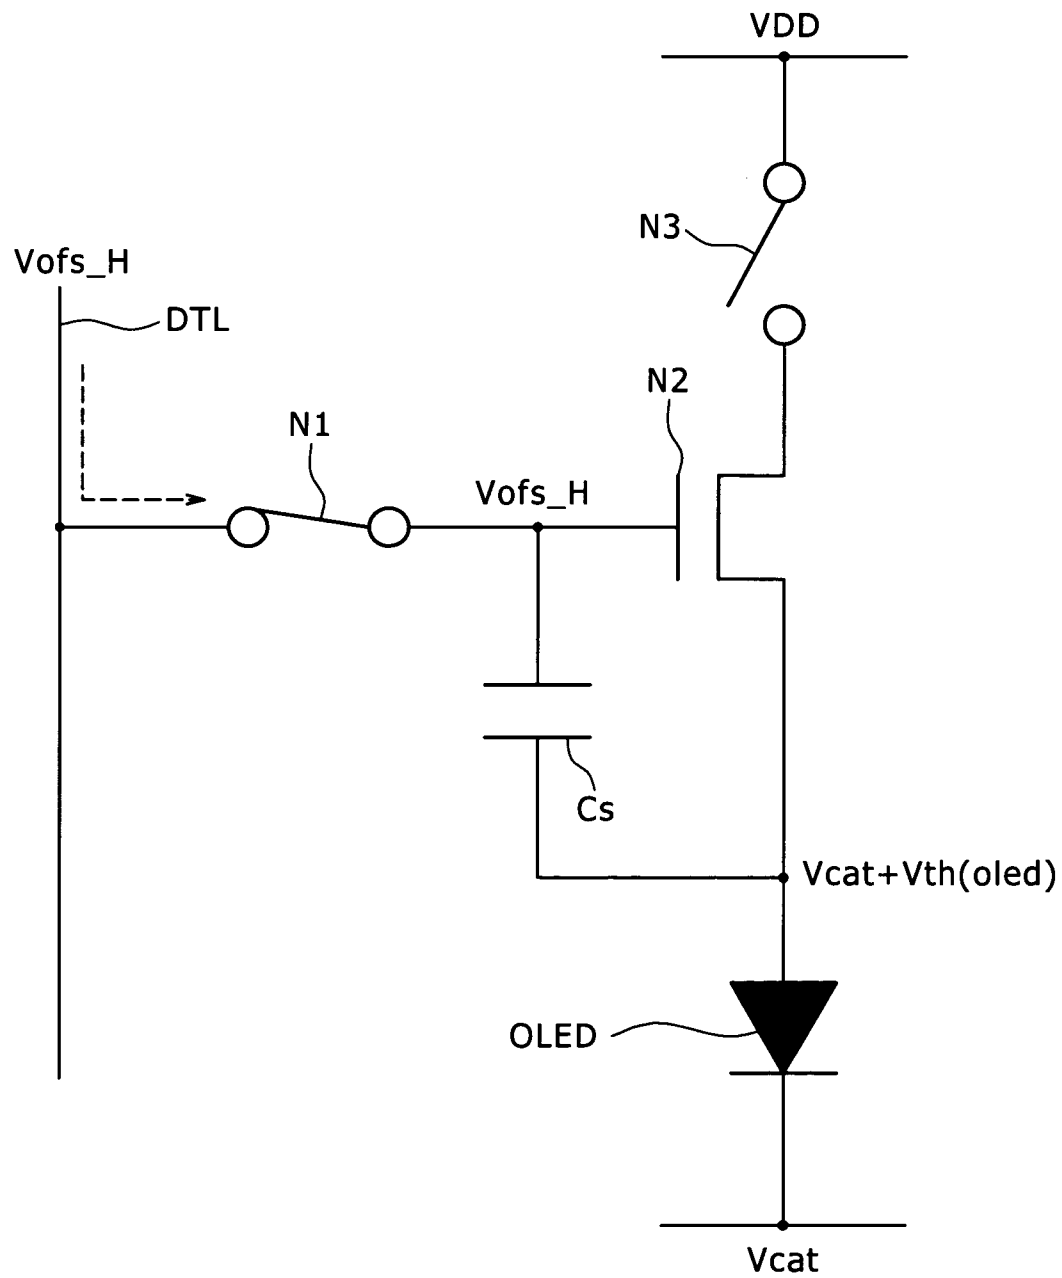 VDD
N3
Vofs_H
DTL
N2
N1
Vofs_H
Cs
Vcat+Vth(oled)
OLED
Vcat